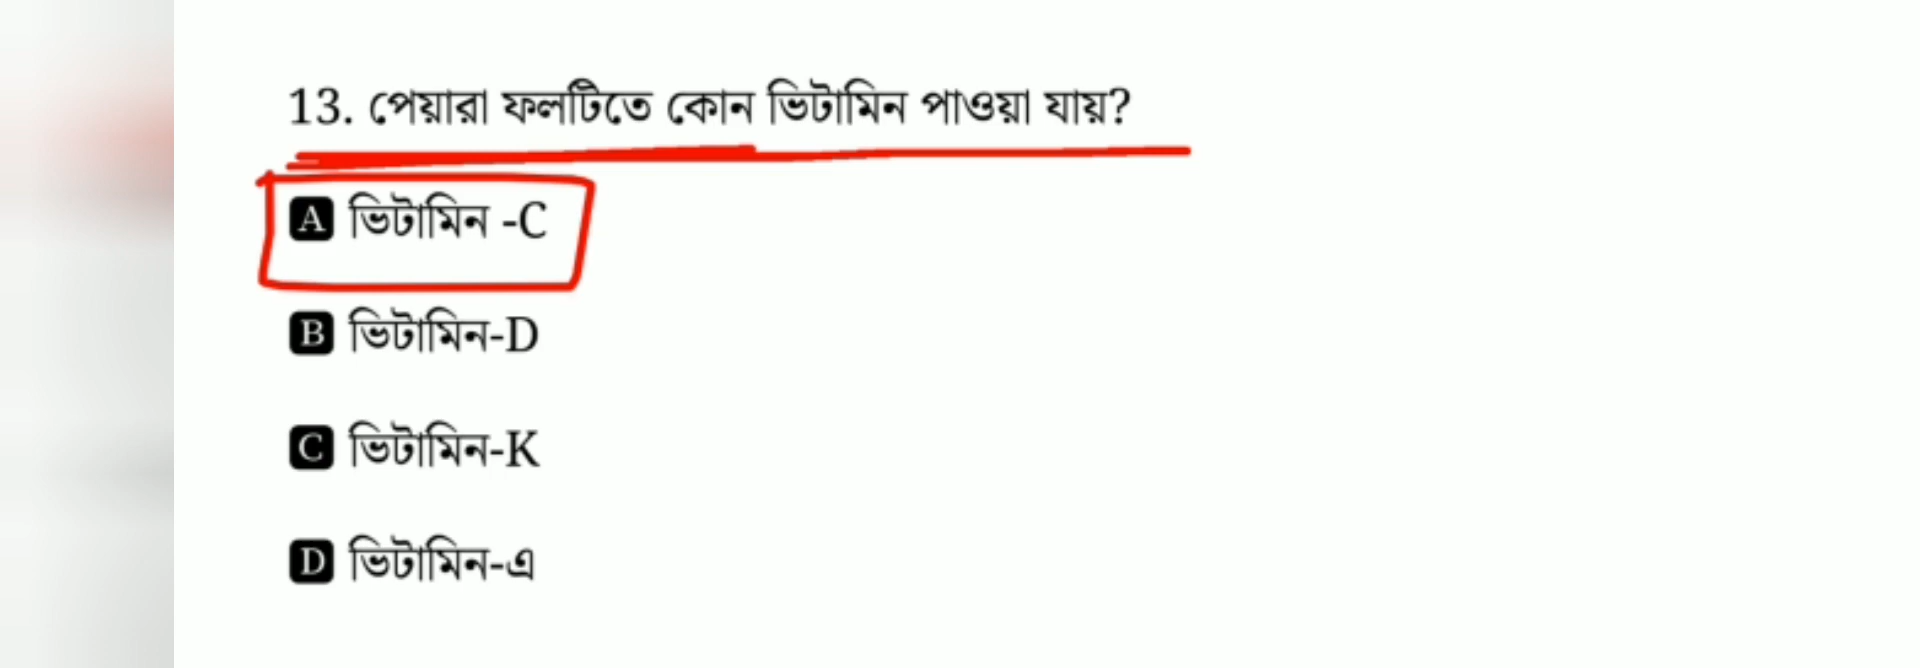 13. পেয়ারা ফলটিতে কোন ভিটামিন পাওয়া যায়?
A ভিটামিন -C
B ভিটামিন-D
C ভিটামিন-K
D ভিটামিন-এ